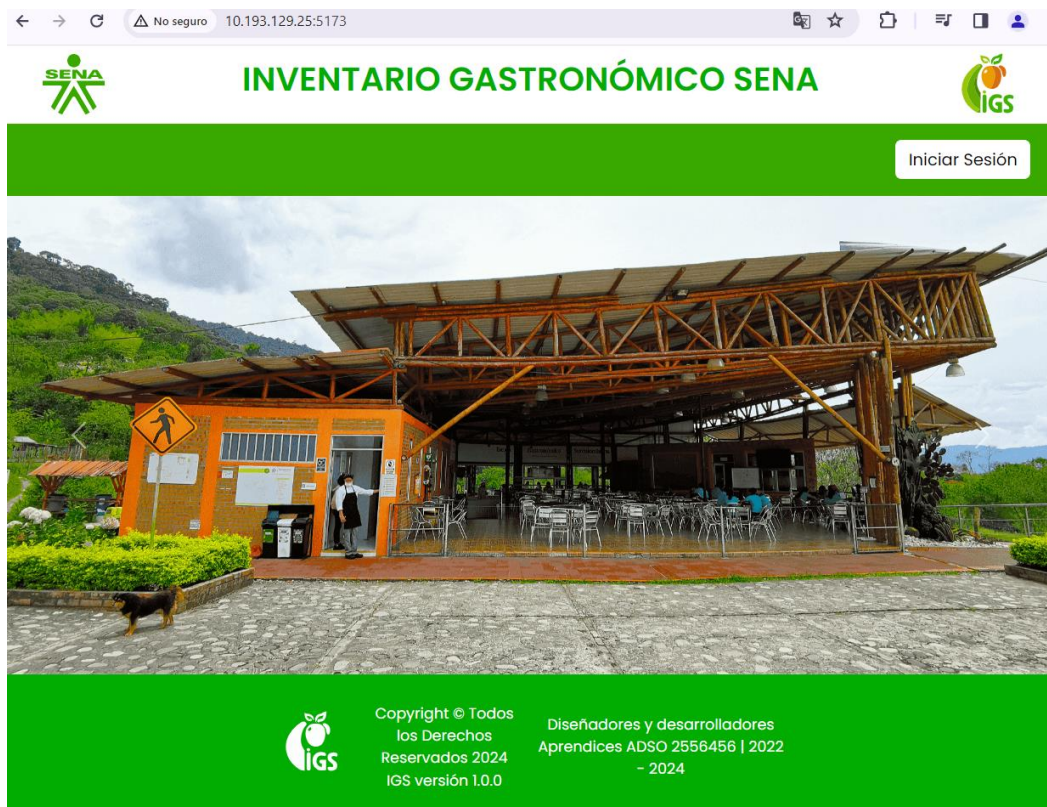 No seguro 10.193.129.25:5173
SENA
INVENTARIO GASTRONÓMICO SENA
iGS
Iniciar Sesión
iGS
Copyright © Todos
los Derechos
Reservados 2024
IGS versión 1.0.0
Diseñadores y desarrolladores
Aprendices ADSO 2556456 | 2022
- 2024